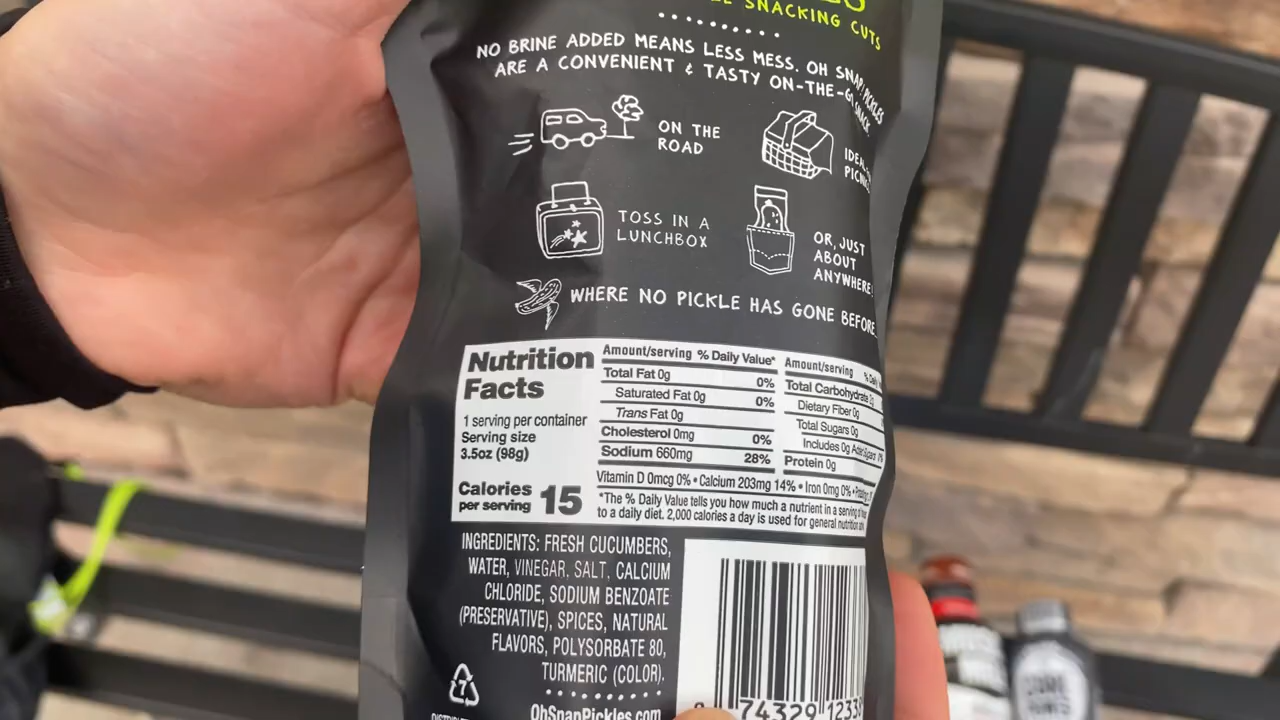 SNACKING CUTS
NO BRINE ADDED MEANS LESS MESS. OH SNAP! PICKLES
ARE A CONVENIENT & TASTY ON-THE-GO SNACK
ON THE
ROAD
TOSS IN A
LUNCHBOX
OR, JUST
ABOUT
ANYWHERE!
WHERE NO PICKLE HAS GONE BEFORE
Nutrition
Facts
1 serving per container
Serving size
3.5oz (98g)
Calories
per serving 15
Amount/serving % Daily Value*
Total Fat 0g 0%
Saturated Fat 0g 0%
Trans Fat 0g
Cholesterol 0mg 0%
Sodium 660mg 28%
Amount/serving
Total Carbohydrate
Dietary Fiber 0g
Total Sugars 0g
Includes 0g Added Sugars
Protein 0g
Vitamin D 0mcg 0% • Calcium 203mg 14% • Iron 0mg 0% •
*The % Daily Value tells you how much a nutrient in a serving
to a daily diet. 2,000 calories a day is used for general nutrition
INGREDIENTS: FRESH CUCUMBERS,
WATER, VINEGAR, SALT, CALCIUM
CHLORIDE, SODIUM BENZOATE
(PRESERVATIVE), SPICES, NATURAL
FLAVORS, POLYSORBATE 80,
TURMERIC (COLOR).
7
OhSnapPickles.com
74329 1233